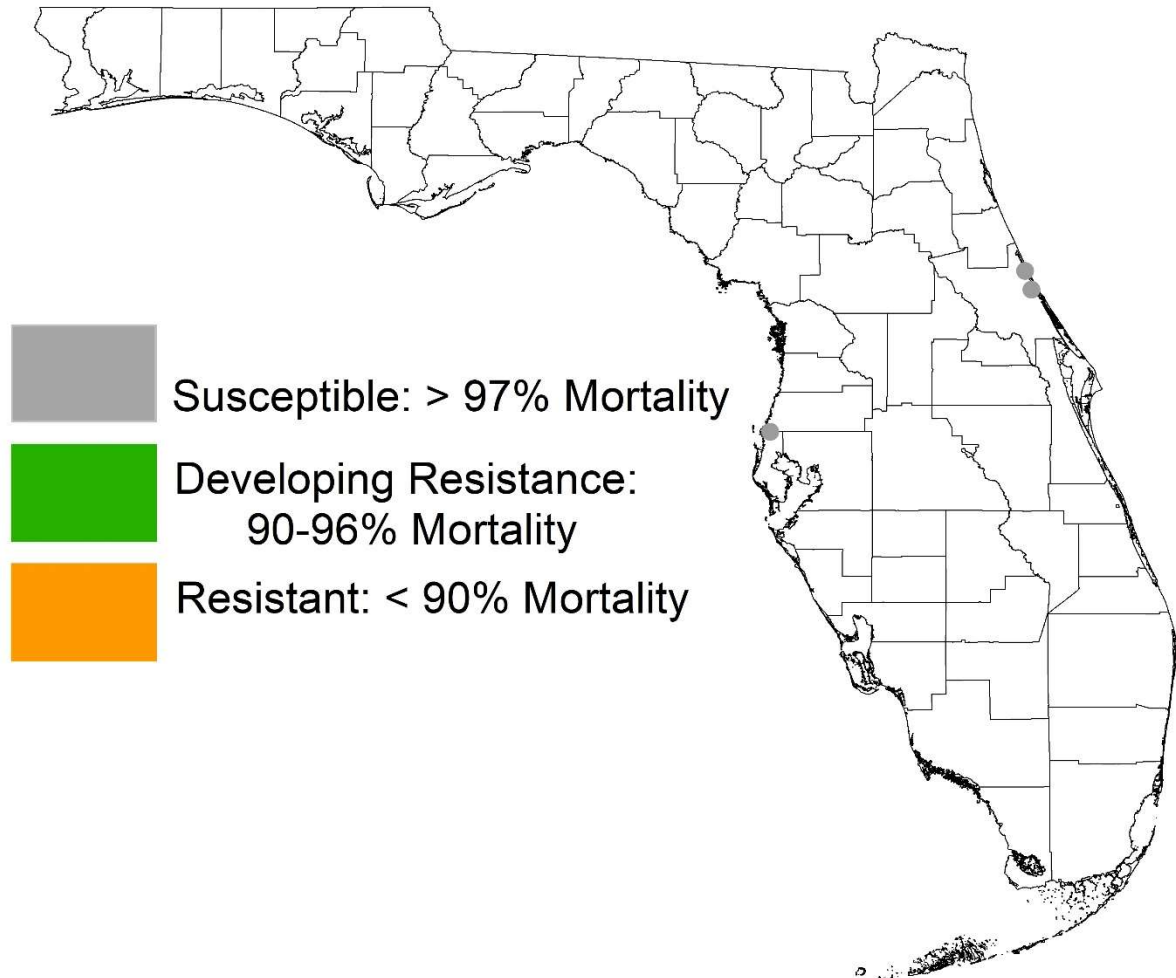 Susceptible: > 97% Mortality
Developing Resistance:
90-96% Mortality
Resistant: < 90% Mortality